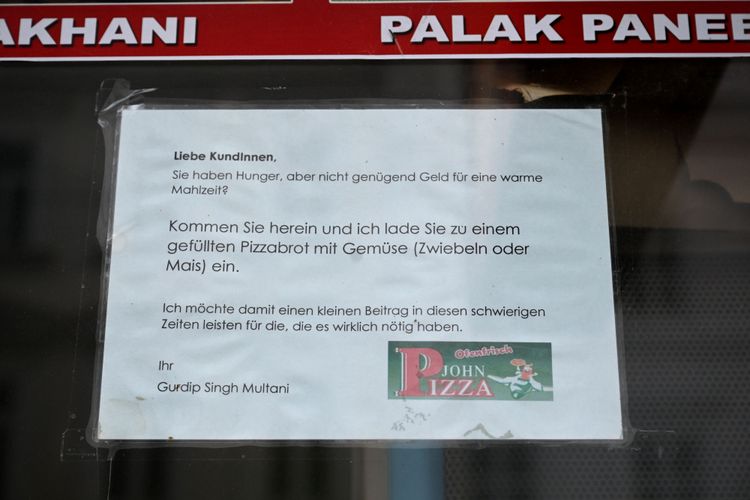 AKHANI
PALAK PANEE
Liebe KundInnen,
Sie haben Hunger, aber nicht genügend Geld für eine warme
Mahlzeit?
Kommen Sie herein und ich lade Sie zu einem
gefüllten Pizzabrot mit Gemüse (Zwiebeln oder
Mais) ein.
Ich möchte damit einen kleinen Beitrag in diesen schwierigen
Zeiten leisten für die, die es wirklich nötig haben.
Ihr
Gurdip Singh Multani
Ofenfrisch
JOHN
PIZZA